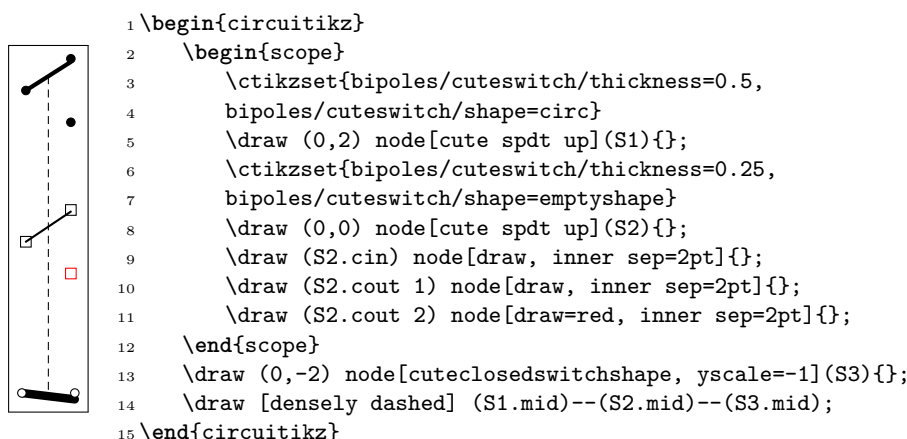 1 \begin{circuitikz}
2     \begin{scope}
3         \ctikzset{bipoles/cuteswitch/thickness=0.5,
4         bipoles/cuteswitch/shape=circ}
5         \draw (0,2) node[cute spdt up](S1){};
6         \ctikzset{bipoles/cuteswitch/thickness=0.25,
7         bipoles/cuteswitch/shape=emptyshape}
8         \draw (0,0) node[cute spdt up](S2){};
9         \draw (S2.cin) node[draw, inner sep=2pt]{};
10         \draw (S2.cout 1) node[draw, inner sep=2pt]{};
11         \draw (S2.cout 2) node[draw=red, inner sep=2pt]{};
12     \end{scope}
13     \draw (0,-2) node[cuteclosedswitchshape, yscale=-1](S3){};
14     \draw [densely dashed] (S1.mid)--(S2.mid)--(S3.mid);
15 \end{circuitikz}